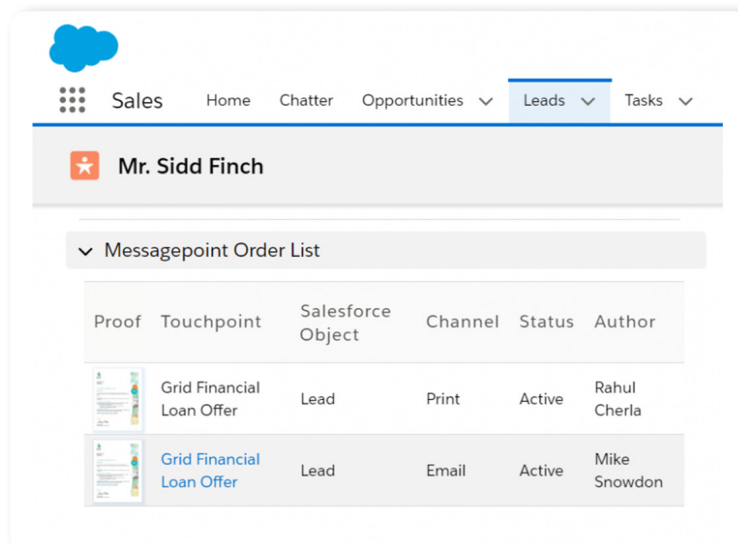 Sales Home Chatter Opportunities Leads Tasks
Mr. Sidd Finch
Messagepoint Order List
Proof Touchpoint Salesforce Object Channel Status Author
Grid Financial Loan Offer Lead Print Active Rahul Cherla
Grid Financial Loan Offer Lead Email Active Mike Snowdon